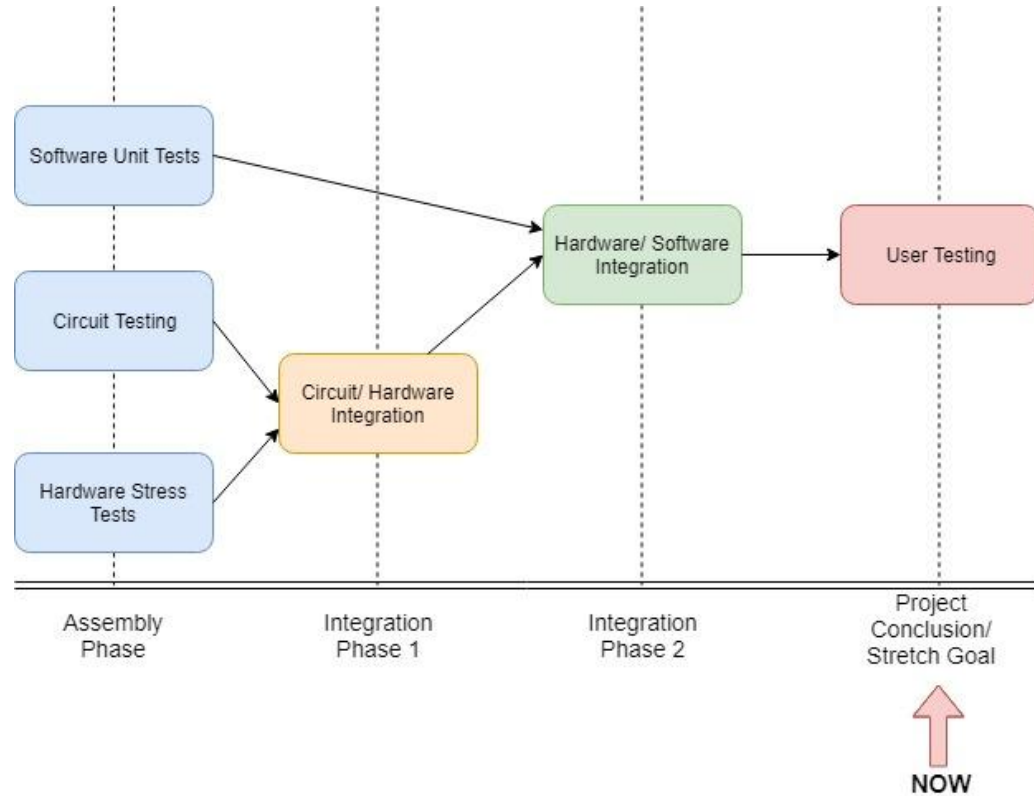 Software Unit Tests
Hardware/ Software
Integration
User Testing
Circuit Testing
Circuit/ Hardware
Integration
Hardware Stress
Tests
Assembly
Phase
Integration
Phase 1
Integration
Phase 2
Project
Conclusion/
Stretch Goal
NOW